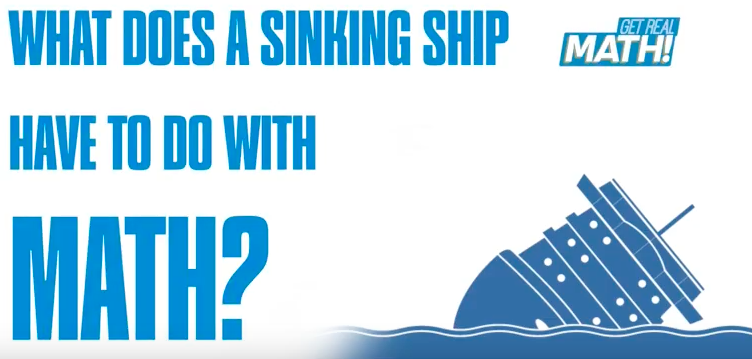 WHAT DOES A SINKING SHIP
GET REAL
MATH!
HAVE TO DO WITH
MATH?